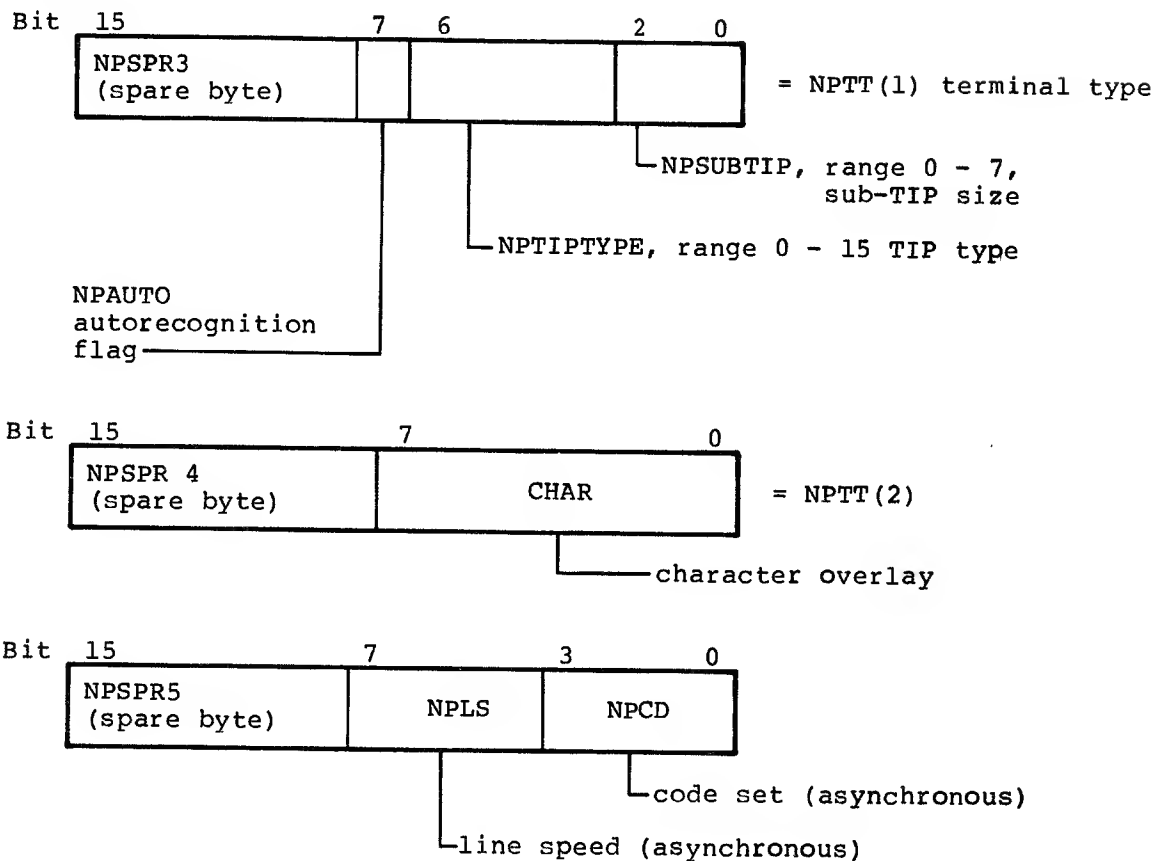 Bit 15 7 6 2 0
NPSPR3
(spare byte)
= NPTT(1) terminal type
NPSUBTIP, range 0 - 7,
sub-TIP size
NPTIPTYPE, range 0 - 15 TIP type
NPAUTO
autorecognition
flag
Bit 15 7 0
NPSPR 4
(spare byte)
CHAR
= NPTT(2)
character overlay
Bit 15 7 3 0
NPSPR5
(spare byte)
NPLS
NPCD
code set (asynchronous)
line speed (asynchronous)